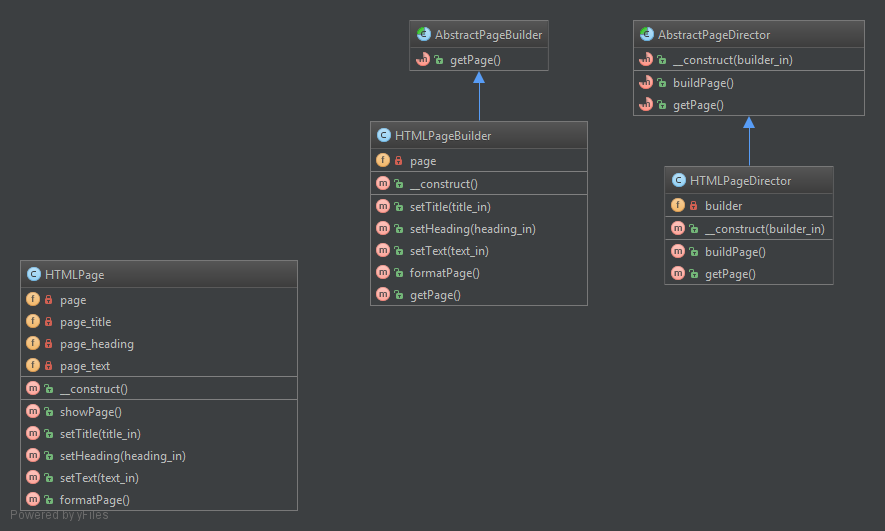 AbstractPageBuilder
getPage()
AbstractPageDirector
__construct(builder_in)
buildPage()
getPage()
HTMLPageBuilder
page
__construct()
setTitle(title_in)
setHeading(heading_in)
setText(text_in)
formatPage()
getPage()
HTMLPageDirector
builder
__construct(builder_in)
buildPage()
getPage()
HTMLPage
page
page_title
page_heading
page_text
__construct()
showPage()
setTitle(title_in)
setHeading(heading_in)
setText(text_in)
formatPage()
Powered by yFiles